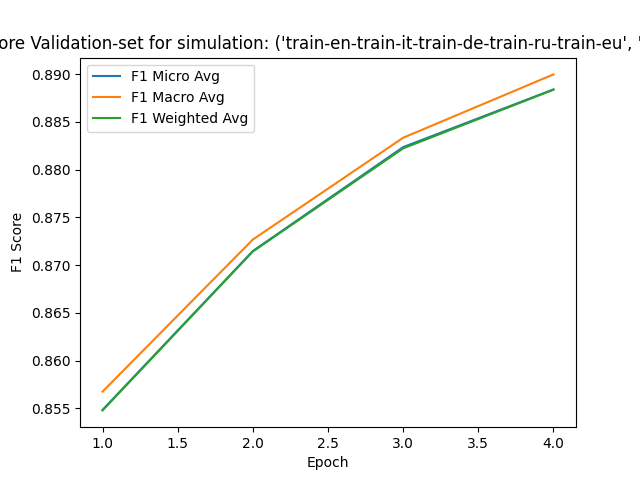 ore Validation-set for simulation: ('train-en-train-it-train-de-train-ru-train-eu', '
F1 Micro Avg
F1 Macro Avg
F1 Weighted Avg
0.890
0.885
0.880
0.875
0.870
0.865
0.860
0.855
F1 Score
1.0 1.5 2.0 2.5 3.0 3.5 4.0
Epoch